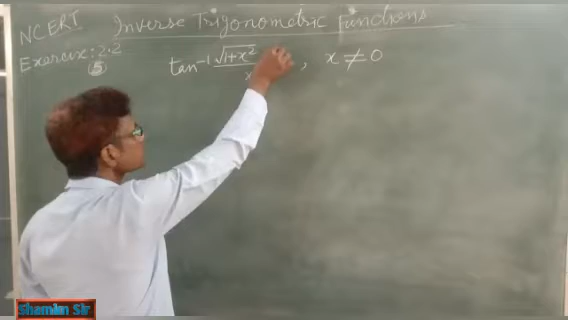 NCERT Inverse Trigonometric Functions
Exercise: 2.2
5
tan⁻¹ √1+x² / x , x ≠ 0
Shamim Sir